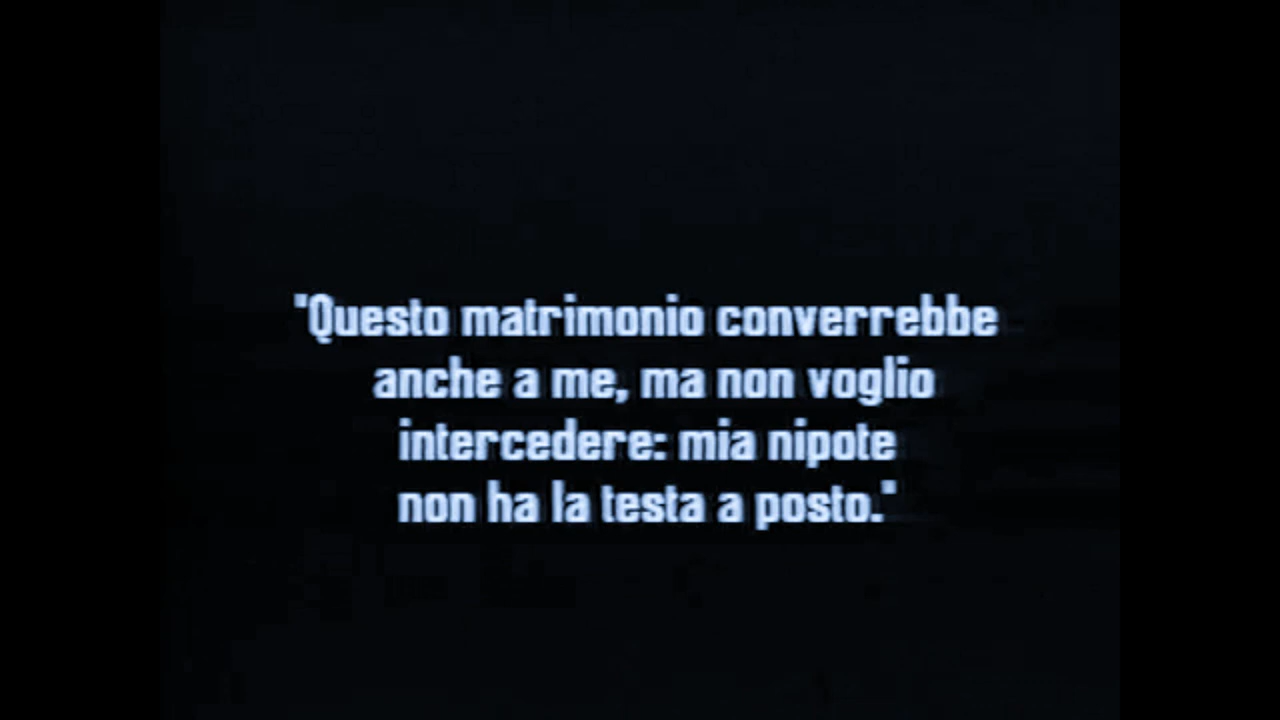 "Questo matrimonio converrebbe
anche a me, ma non voglio
intercedere: mia nipote
non ha la testa a posto."